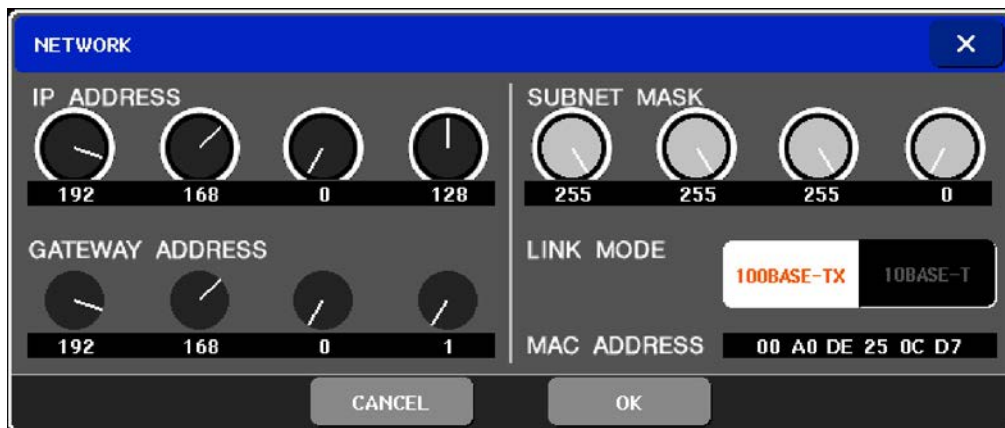 NETWORK
IP ADDRESS
192 168 0 128
SUBNET MASK
255 255 255 0
GATEWAY ADDRESS
192 168 0 1
LINK MODE
100BASE-TX 10BASE-T
MAC ADDRESS 00 A0 DE 25 0C D7
CANCEL OK